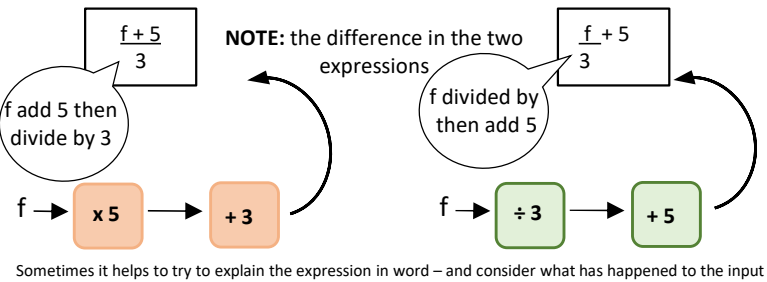 f + 5
3
NOTE: the difference in the two
expressions
f + 5
3
f add 5 then
divide by 3
f divided by
then add 5
f
x 5
+ 3
f
÷ 3
+ 5
Sometimes it helps to try to explain the expression in word – and consider what has happened to the input